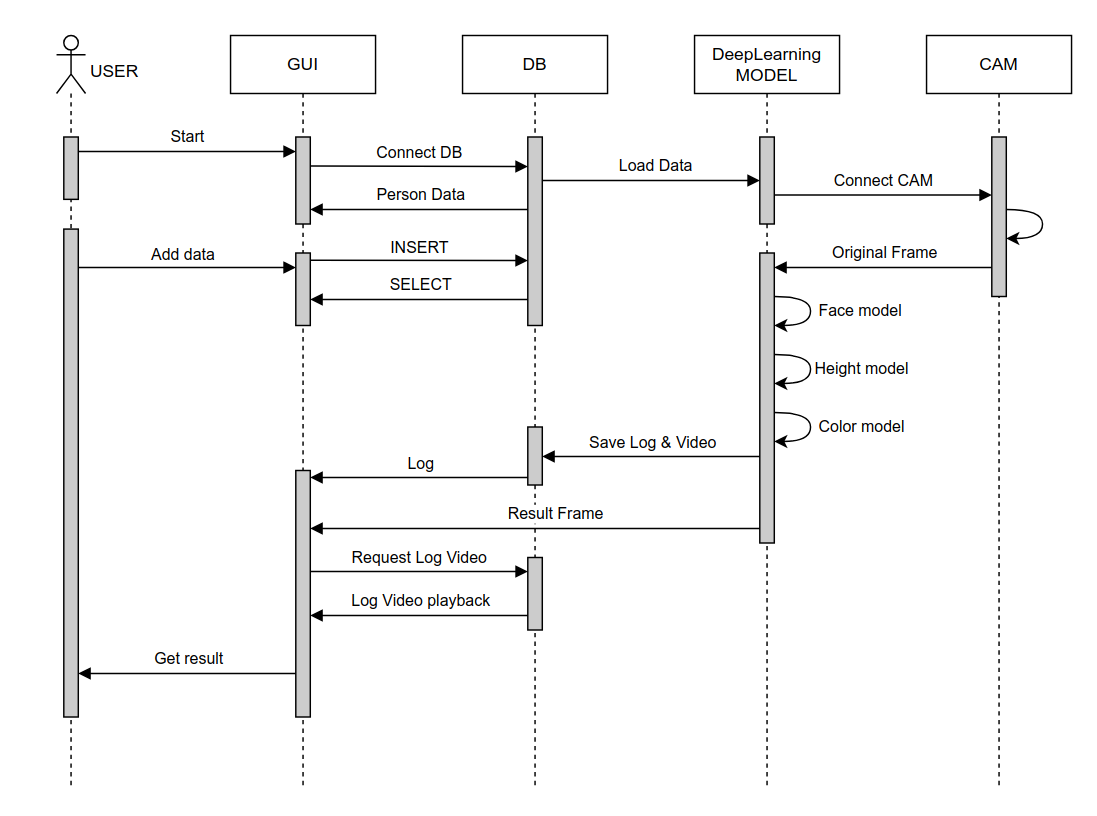 USER
GUI
DB
DeepLearning
MODEL
CAM
Start
Connect DB
Load Data
Connect CAM
Person Data
Add data
INSERT
Original Frame
SELECT
Face model
Height model
Color model
Save Log & Video
Log
Result Frame
Request Log Video
Log Video playback
Get result